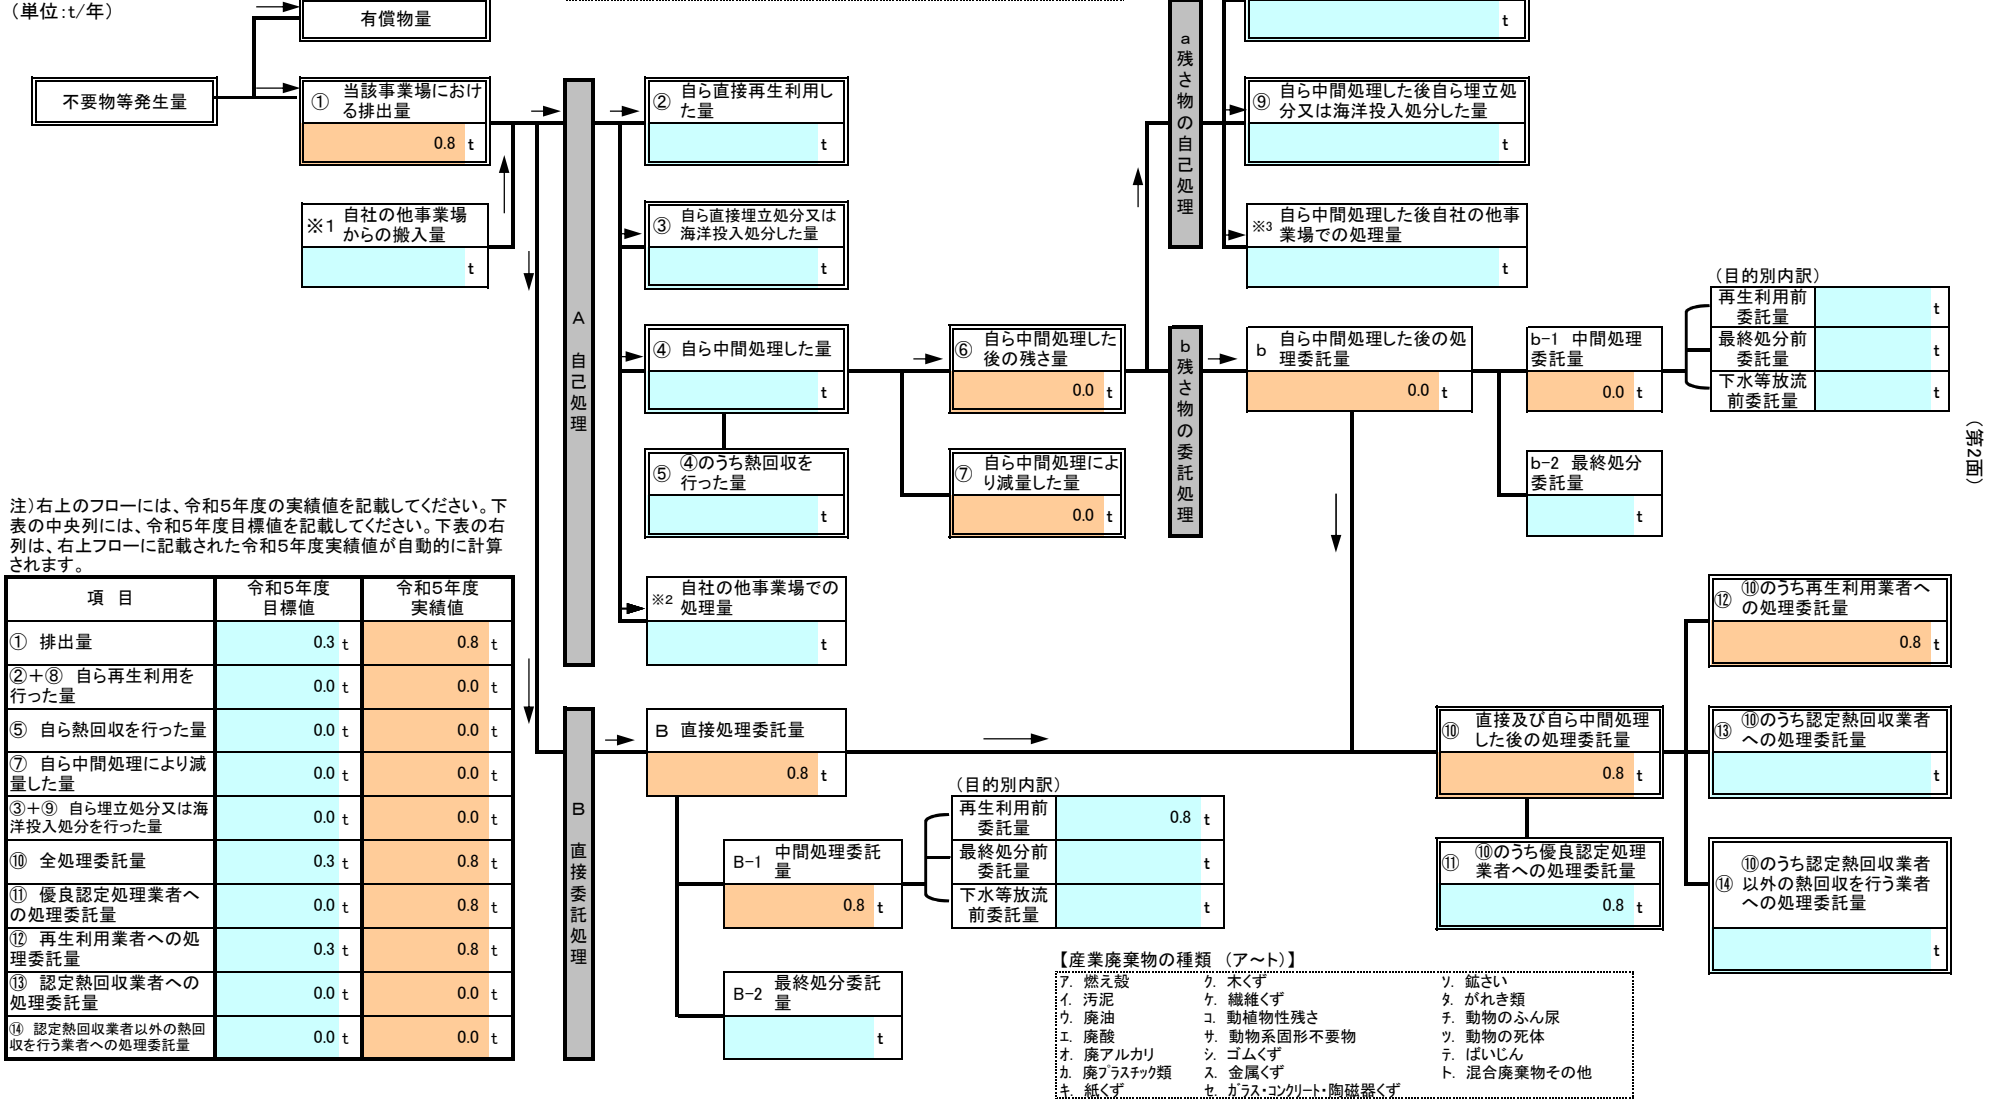 (単位:t/年)
有償物量
不要物等発生量
① 当該事業場におけ
る排出量
0.8 t
※1 自社の他事業場
からの搬入量
t
A 自己処理
② 自ら直接再生利用し
た量
t
③ 自ら直接埋立処分又は
海洋投入処分した量
t
④ 自ら中間処理した量
t
⑤ ④のうち熱回収を
行った量
t
※2 自社の他事業場での
処理量
t
⑥ 自ら中間処理した
後の残さ量
0.0 t
⑦ 自ら中間処理によ
り減量した量
0.0 t
a残さ物の自己処理
t
⑨ 自ら中間処理した後自ら埋立処
分又は海洋投入処分した量
t
※3 自ら中間処理した後自社の他事
業場での処理量
t
b残さ物の委託処理
b 自ら中間処理した後の処
理委託量
0.0 t
b-1 中間処理
委託量
0.0 t
b-2 最終処分
委託量
t
(目的別内訳)
再生利用前
委託量
t
最終処分前
委託量
t
下水等放流
前委託量
t
(第2面)
注)右上のフローには、令和5年度の実績値を記載してください。下
表の中央列には、令和5年度目標値を記載してください。下表の右
列は、右上フローに記載された令和5年度実績値が自動的に計算
されます。
項 目 令和5年度
目標値 令和5年度
実績値
① 排出量 0.3 t 0.8 t
②+⑧ 自ら再生利用を
行った量 0.0 t 0.0 t
⑤ 自ら熱回収を行った量 0.0 t 0.0 t
⑦ 自ら中間処理により減
量した量 0.0 t 0.0 t
③+⑨ 自ら埋立処分又は海
洋投入処分を行った量 0.0 t 0.0 t
⑩ 全処理委託量 0.3 t 0.8 t
⑪ 優良認定処理業者へ
の処理委託量 0.0 t 0.8 t
⑫ 再生利用業者への処
理委託量 0.3 t 0.8 t
⑬ 認定熱回収業者への
処理委託量 0.0 t 0.0 t
⑭ 認定熱回収業者以外の熱回
収を行う業者への処理委託量 0.0 t 0.0 t
B 直接委託処理
B 直接処理委託量
0.8 t
B-1 中間処理委託
量
0.8 t
B-2 最終処分委託
量
t
(目的別内訳)
再生利用前
委託量
0.8 t
最終処分前
委託量
t
下水等放流
前委託量
t
⑩ 直接及び自ら中間処理
した後の処理委託量
0.8 t
⑪ ⑩のうち優良認定処理
業者への処理委託量
0.8 t
⑫ ⑩のうち再生利用業者へ
の処理委託量
0.8 t
⑬ ⑩のうち認定熱回収業者
への処理委託量
t
⑭ ⑩のうち認定熱回収業者
以外の熱回収を行う業者
への処理委託量
t
【産業廃棄物の種類 (ア~ト)】
ア. 燃え殻 ク. 木くず ソ. 鉱さい
イ. 汚泥 ケ. 繊維くず タ. がれき類
ウ. 廃油 コ. 動植物性残さ チ. 動物のふん尿
エ. 廃酸 サ. 動物系固形不要物 ツ. 動物の死体
オ. 廃アルカリ シ. ゴムくず テ. ばいじん
カ. 廃プラスチック類 ス. 金属くず ト. 混合廃棄物その他
キ. 紙くず セ. ガラス・コンクリート・陶磁器くず